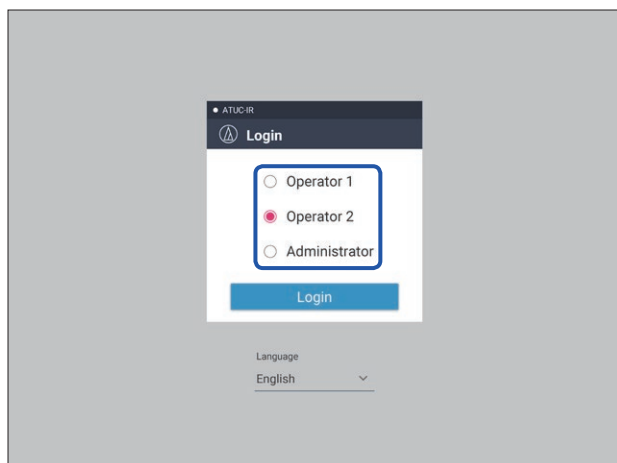 ATUC-IR
Login
Operator 1
Operator 2
Administrator
Login
Language
English